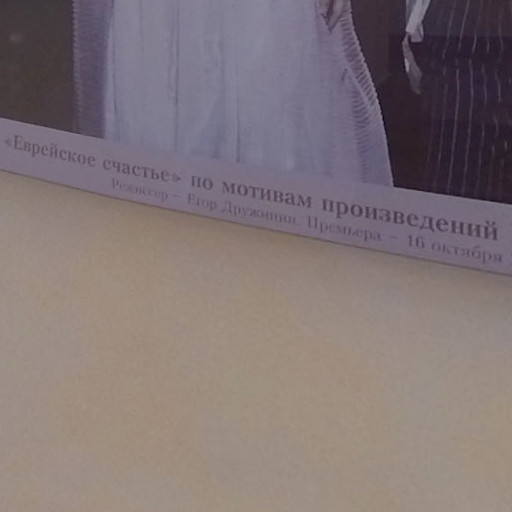 «Еврейское счастье» по мотивам произведений
Режиссер – Егор Дружинин. Премьера – 16 октября